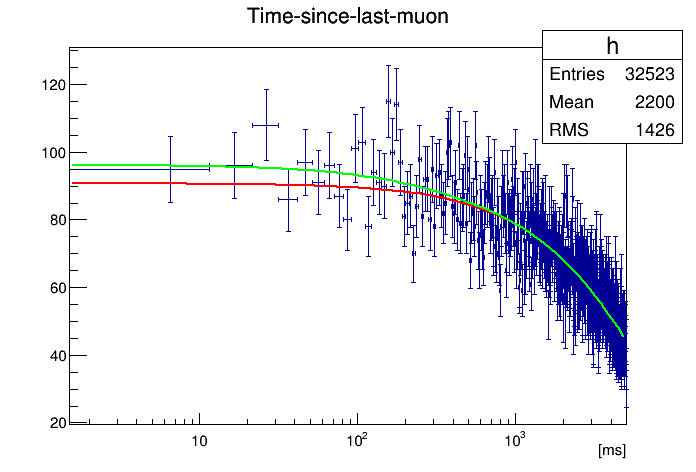 Time-since-last-muon
h
Entries 32523
Mean 2200
RMS 1426
120
100
80
60
40
20
10
10²
10³
[ms]